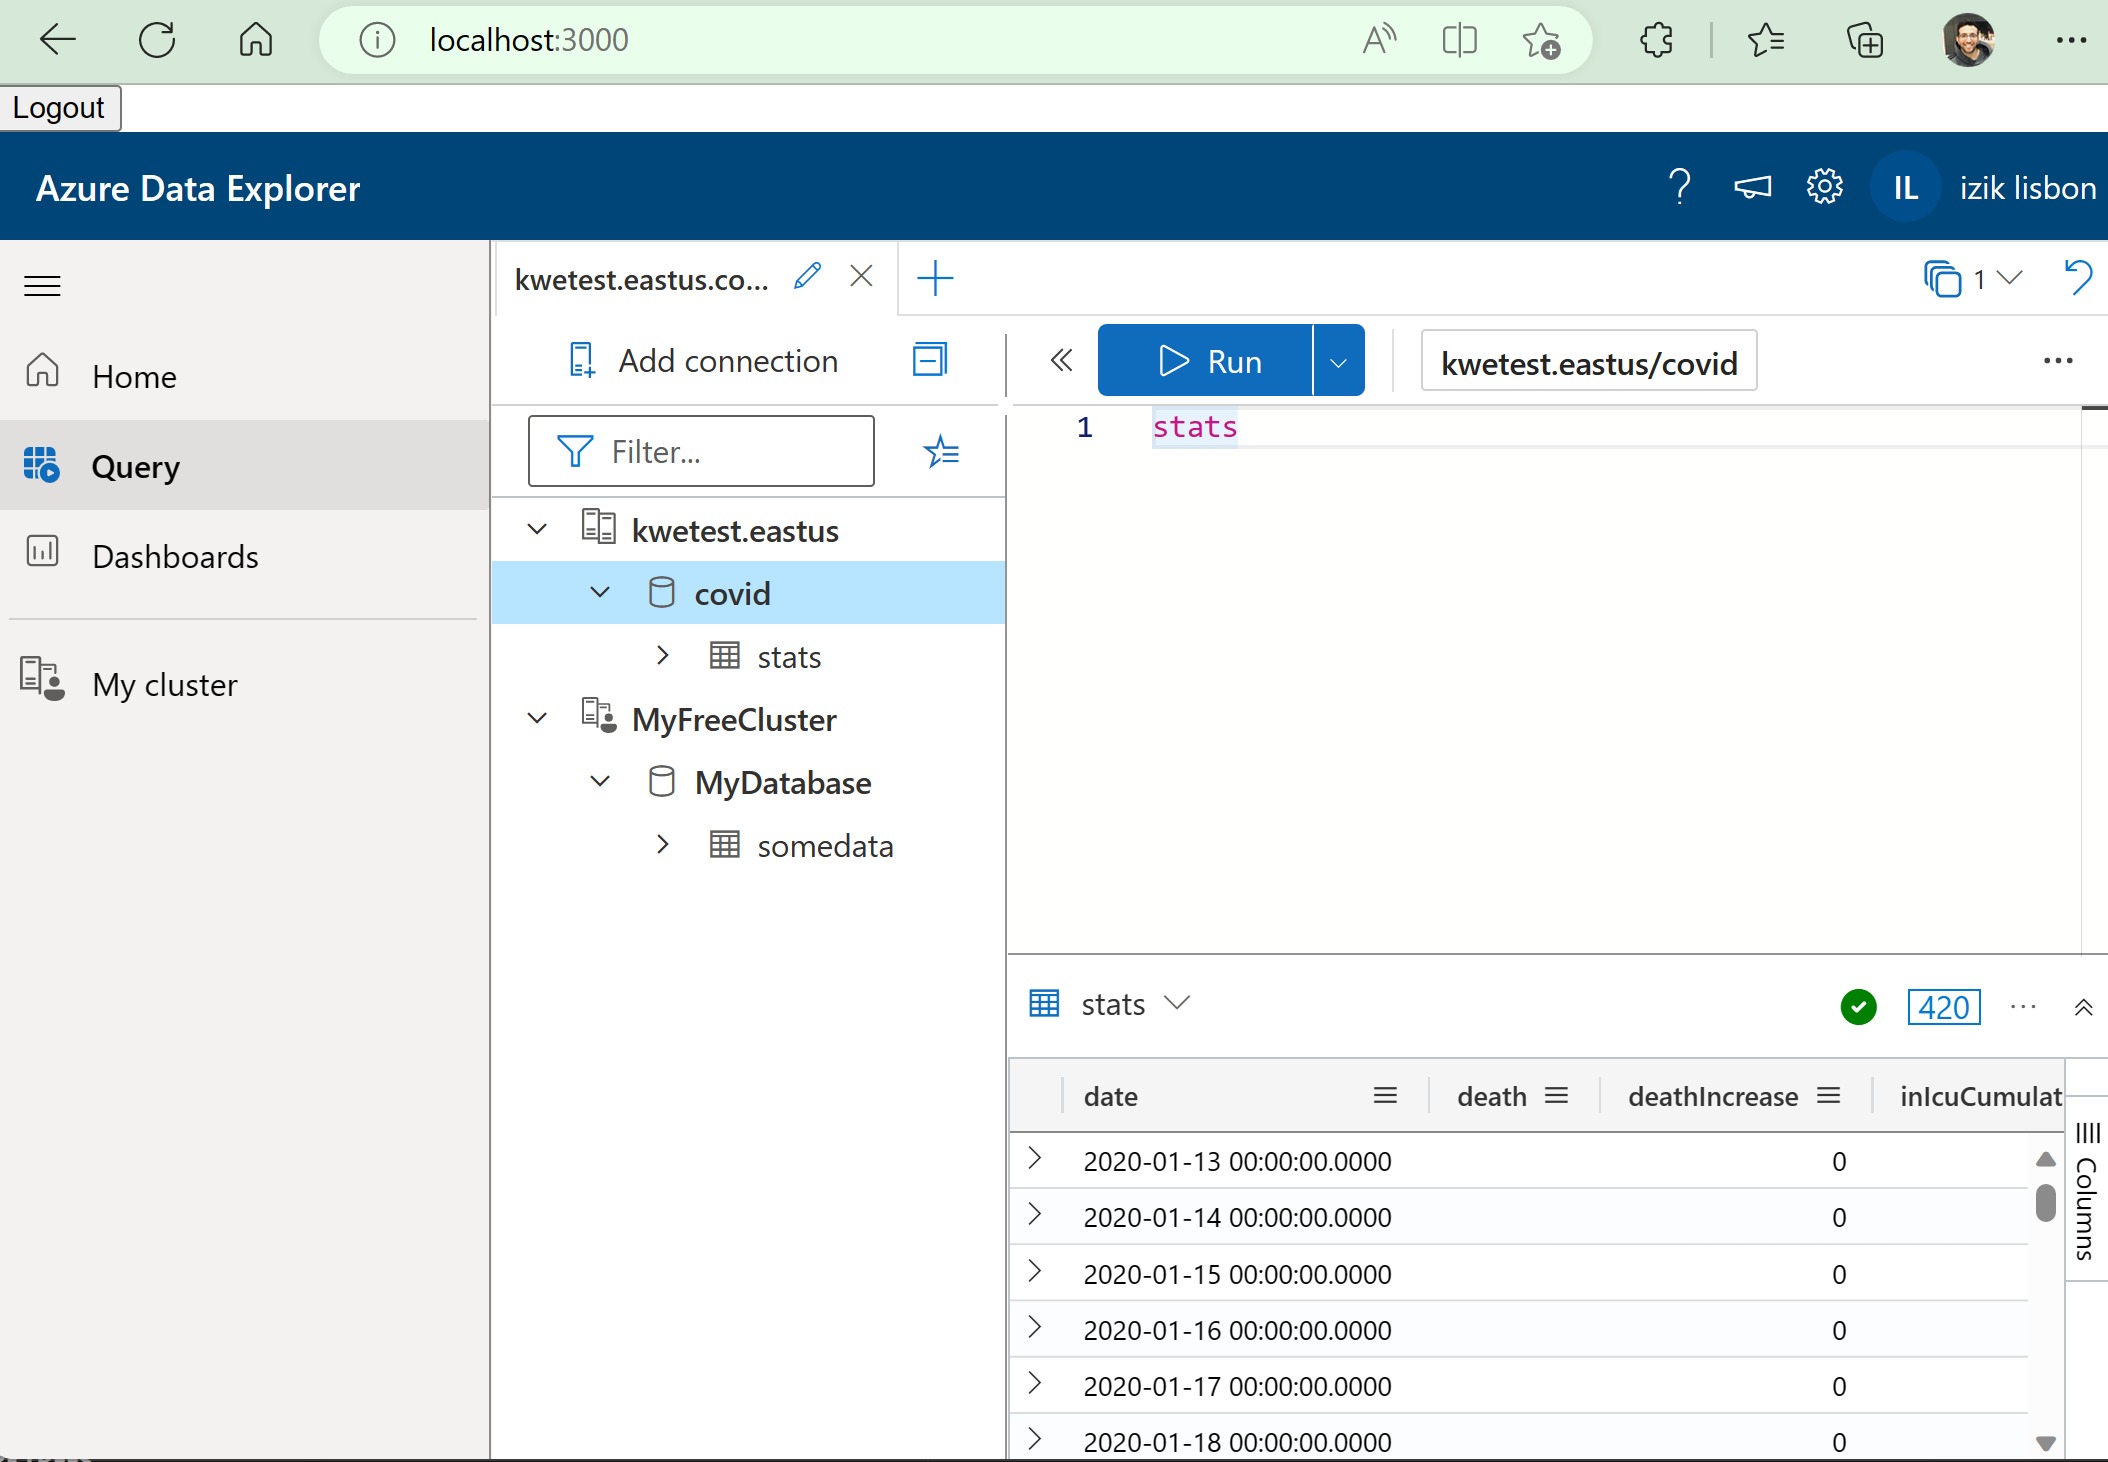 localhost:3000
Logout
Azure Data Explorer
IL izik lisbon
kwetest.eastus.co...
1
Home
Query
Dashboards
My cluster
Add connection
Filter...
kwetest.eastus
covid
stats
MyFreeCluster
MyDatabase
somedata
Run
kwetest.eastus/covid
1 stats
stats
420
date death deathIncrease inIcuCumulat
2020-01-13 00:00:00.0000 0
2020-01-14 00:00:00.0000 0
2020-01-15 00:00:00.0000 0
2020-01-16 00:00:00.0000 0
2020-01-17 00:00:00.0000 0
2020-01-18 00:00:00.0000 0
Columns